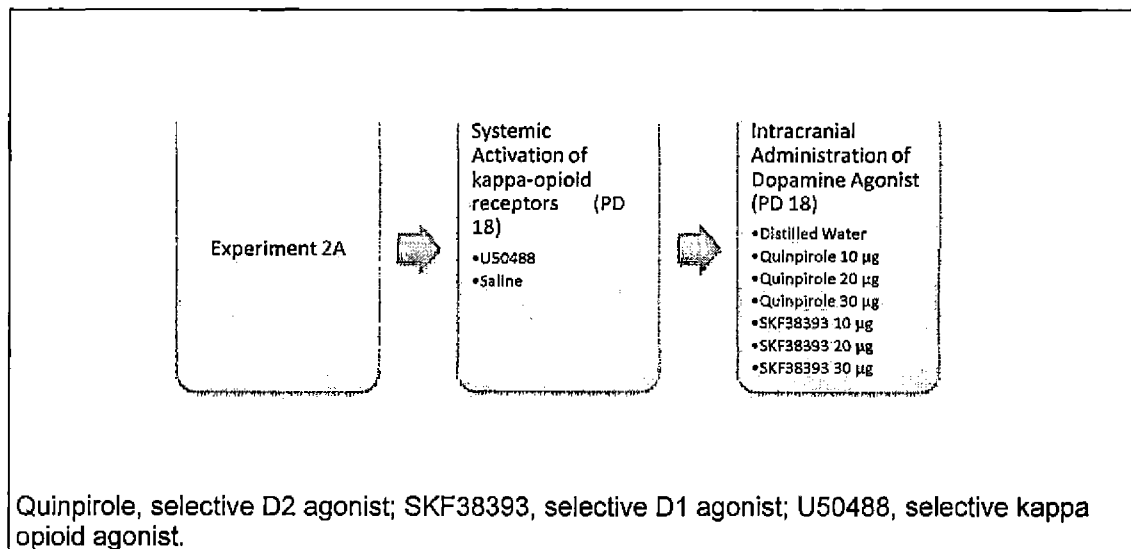 Experiment 2A
Systemic
Activation of
kappa-opioid
receptors (PD
18)
•U50488
•Saline
Intracranial
Administration of
Dopamine Agonist
(PD 18)
•Distilled Water
•Quinpirole 10 µg
•Quinpirole 20 µg
•Quinpirole 30 µg
•SKF38393 10 µg
•SKF38393 20 µg
•SKF38393 30 µg
Quinpirole, selective D2 agonist; SKF38393, selective D1 agonist; U50488, selective kappa
opioid agonist.